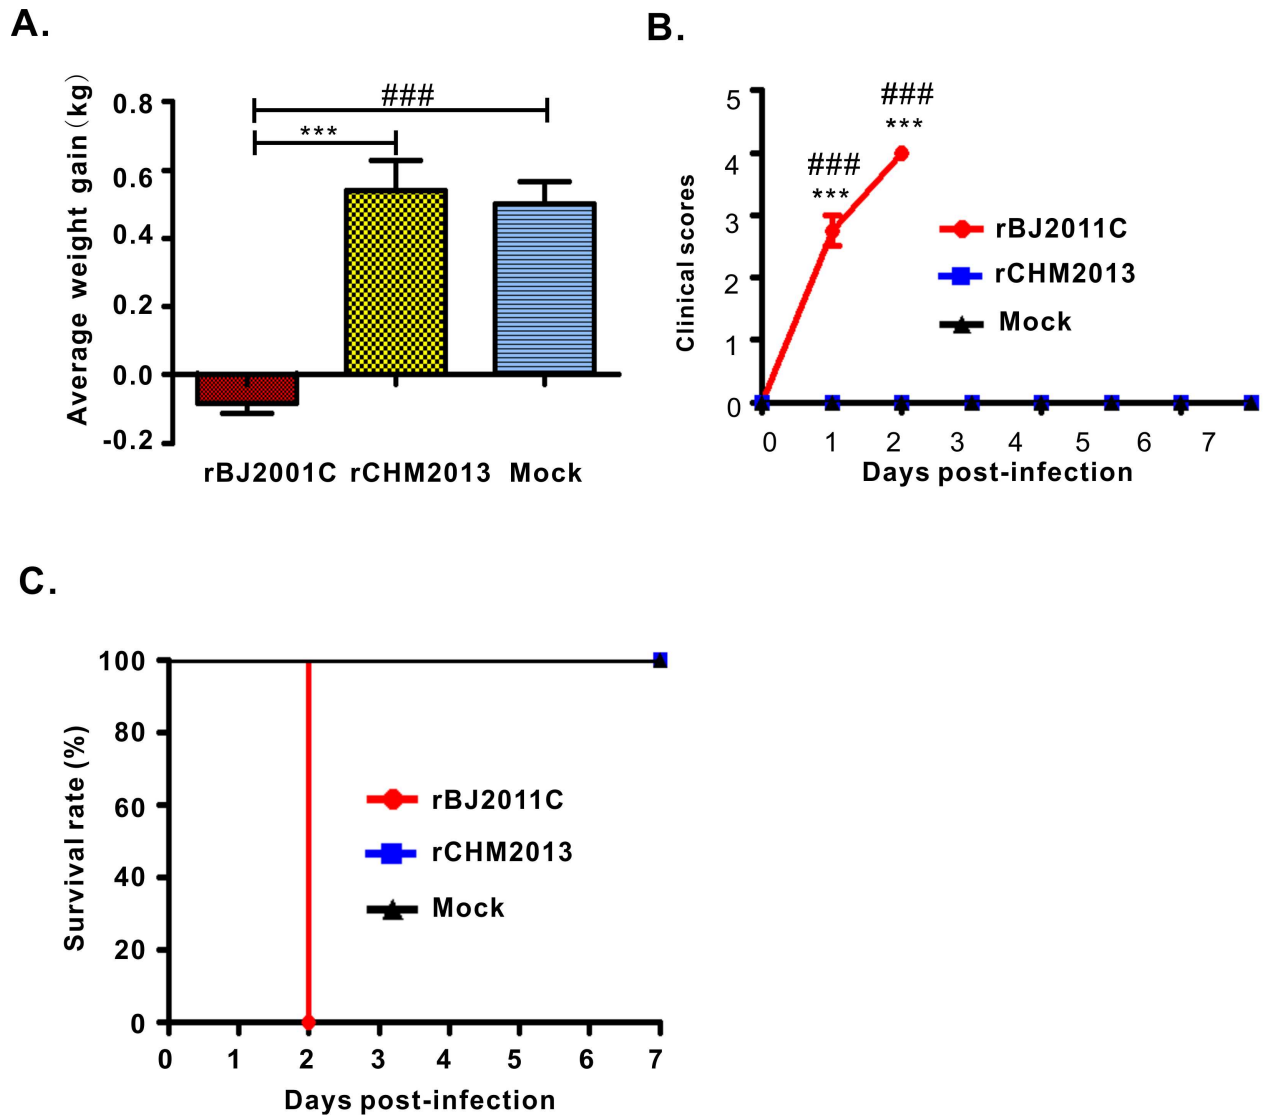 A.
Average weight gain(kg)
0.8
0.6
0.4
0.2
0.0
-0.2
###
***
rBJ2001C rCHM2013 Mock
B.
Clinical scores
5
4
3
2
1
0
###
***
###
***
rBJ2011C
rCHM2013
Mock
0 1 2 3 4 5 6 7
Days post-infection
C.
Survival rate (%)
100
80
60
40
20
0
rBJ2011C
rCHM2013
Mock
0 1 2 3 4 5 6 7
Days post-infection